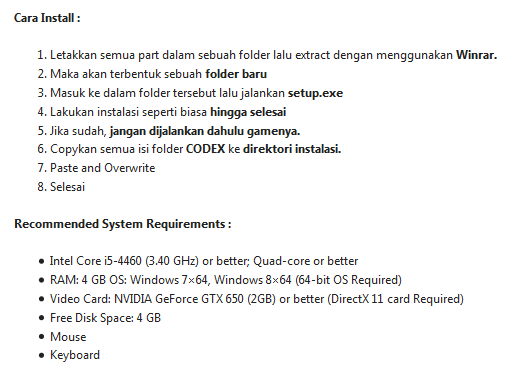 Cara Install :
1. Letakkan semua part dalam sebuah folder lalu extract dengan menggunakan Winrar.
2. Maka akan terbentuk sebuah folder baru
3. Masuk ke dalam folder tersebut lalu jalankan setup.exe
4. Lakukan instalasi seperti biasa hingga selesai
5. Jika sudah, jangan dijalankan dahulu gamenya.
6. Copykan semua isi folder CODEX ke direktori instalasi.
7. Paste and Overwrite
8. Selesai
Recommended System Requirements :
● Intel Core i5-4460 (3.40 GHz) or better; Quad-core or better
● RAM: 4 GB OS: Windows 7×64, Windows 8×64 (64-bit OS Required)
● Video Card: NVIDIA GeForce GTX 650 (2GB) or better (DirectX 11 card Required)
● Free Disk Space: 4 GB
● Mouse
● Keyboard